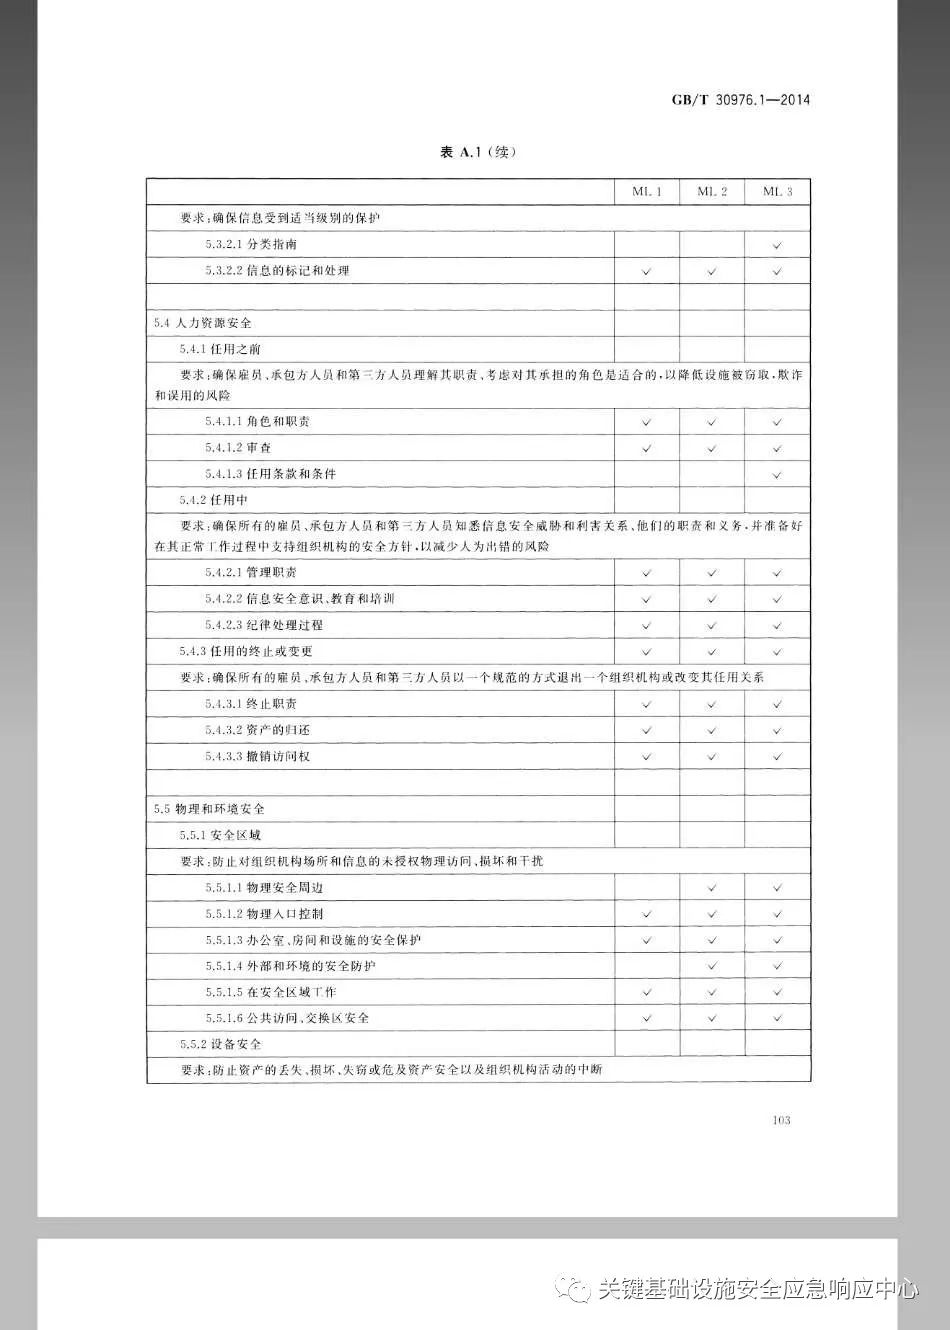 GB/T 30976.1—2014
表 A.1（续）
ML 1 ML 2 ML 3
要求：确保信息受到适当级别的保护
5.3.2.1 分类指南 ✓
5.3.2.2 信息的标记和处理 ✓ ✓ ✓
5.4 人力资源安全
5.4.1 任用之前
要求：确保雇员、承包方人员和第三方人员理解其职责、考虑对其承担的角色是适合的，以降低设施被窃取、欺诈
和误用的风险
5.4.1.1 角色和职责 ✓ ✓ ✓
5.4.1.2 审查 ✓ ✓ ✓
5.4.1.3 任用条款和条件 ✓
5.4.2 任用中
要求：确保所有的雇员、承包方人员和第三方人员知悉信息安全威胁和利害关系、他们的职责和义务，并准备好
在其正常工作过程中支持组织机构的安全方针，以减少人为出错的风险
5.4.2.1 管理职责 ✓ ✓ ✓
5.4.2.2 信息安全意识、教育和培训 ✓ ✓ ✓
5.4.2.3 纪律处理过程 ✓ ✓ ✓
5.4.3 任用的终止或变更 ✓ ✓ ✓
要求：确保所有的雇员、承包方人员和第三方人员以一个规范的方式退出一个组织机构或改变其任用关系
5.4.3.1 终止职责 ✓ ✓ ✓
5.4.3.2 资产的归还 ✓ ✓ ✓
5.4.3.3 撤销访问权 ✓ ✓ ✓
5.5 物理和环境安全
5.5.1 安全区域
要求：防止对组织机构场所和信息的未授权物理访问、损坏和干扰
5.5.1.1 物理安全周边 ✓ ✓
5.5.1.2 物理入口控制 ✓ ✓ ✓
5.5.1.3 办公室、房间和设施的安全保护 ✓ ✓ ✓
5.5.1.4 外部和环境的安全防护 ✓ ✓
5.5.1.5 在安全区域工作 ✓ ✓ ✓
5.5.1.6 公共访问、交换区安全 ✓ ✓ ✓
5.5.2 设备安全
要求：防止资产的丢失、损坏、失窃或危及资产安全以及组织机构活动的中断
103
关键基础设施安全应急响应中心